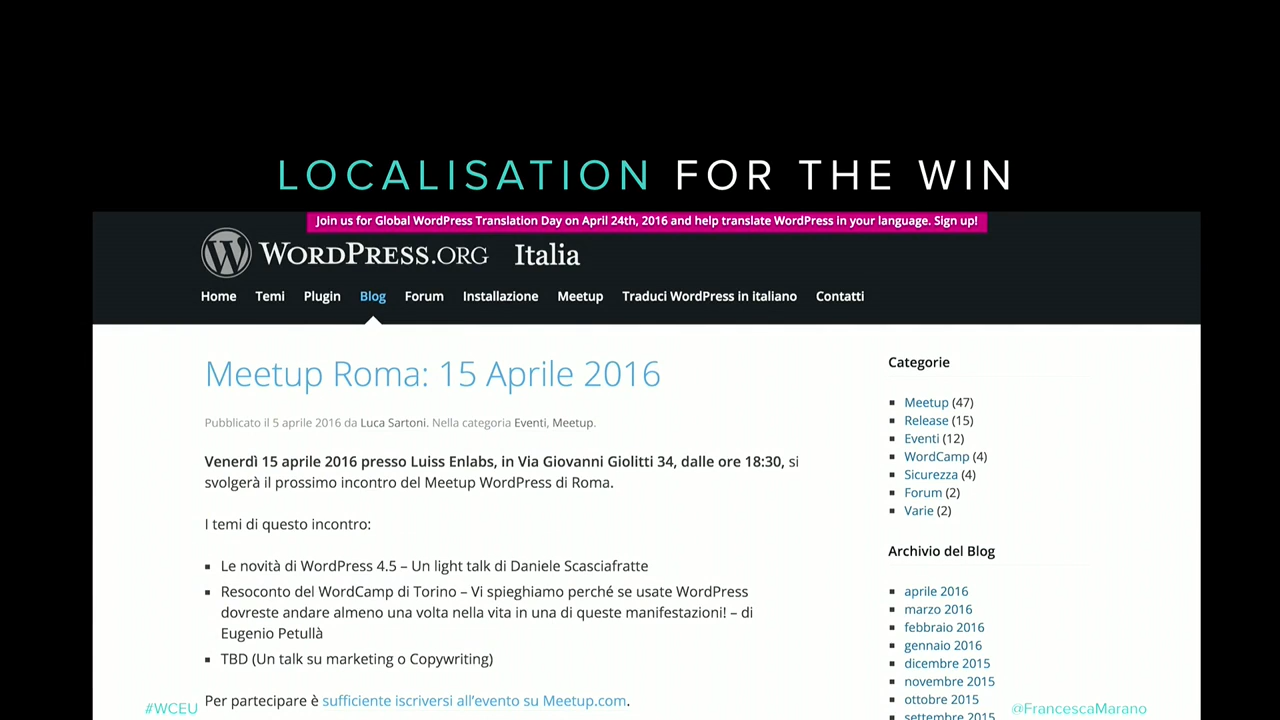 LOCALISATION FOR THE WIN
Join us for Global WordPress Translation Day on April 24th, 2016 and help translate WordPress in your language. Sign up!
WORDPRESS.ORG Italia
Home Temi Plugin Blog Forum Installazione Meetup Traduci WordPress in italiano Contatti
Meetup Roma: 15 Aprile 2016
Pubblicato il 5 aprile 2016 da Luca Sartoni. Nella categoria Eventi, Meetup.
Venerdì 15 aprile 2016 presso Luiss Enlabs, in Via Giovanni Giolitti 34, dalle ore 18:30, si
svolgerà il prossimo incontro del Meetup WordPress di Roma.
I temi di questo incontro:
Le novità di WordPress 4.5 – Un light talk di Daniele Scasciafratte
Resoconto del WordCamp di Torino – Vi spieghiamo perché se usate WordPress
dovreste andare almeno una volta nella vita in una di queste manifestazioni! – di
Eugenio Petullà
TBD (Un talk su marketing o Copywriting)
Per partecipare è sufficiente iscriversi all'evento su Meetup.com.
Categorie
Meetup (47)
Release (15)
Eventi (12)
WordCamp (4)
Sicurezza (4)
Forum (2)
Varie (2)
Archivio del Blog
aprile 2016
marzo 2016
febbraio 2016
gennaio 2016
dicembre 2015
novembre 2015
ottobre 2015
settembre 2015
#WCEU
@FrancescaMarano